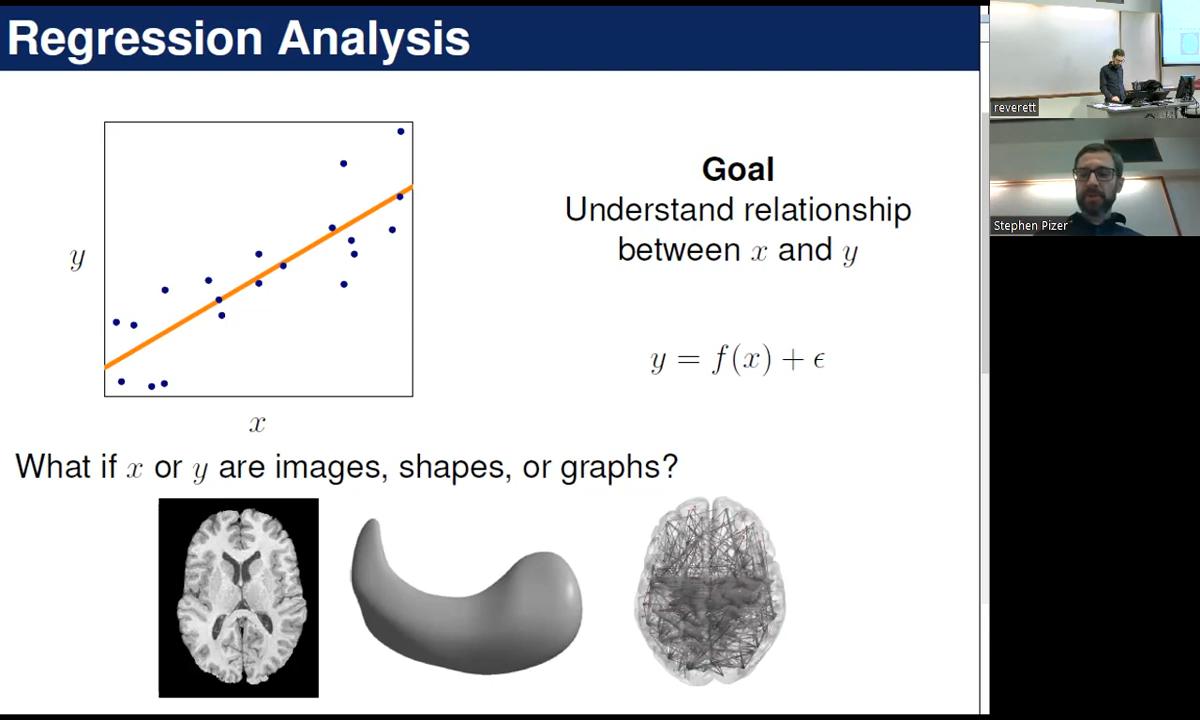 Regression Analysis
y
x
Goal
Understand relationship
between x and y
y = f(x) + ϵ
What if x or y are images, shapes, or graphs?
reverett
Stephen Pizer